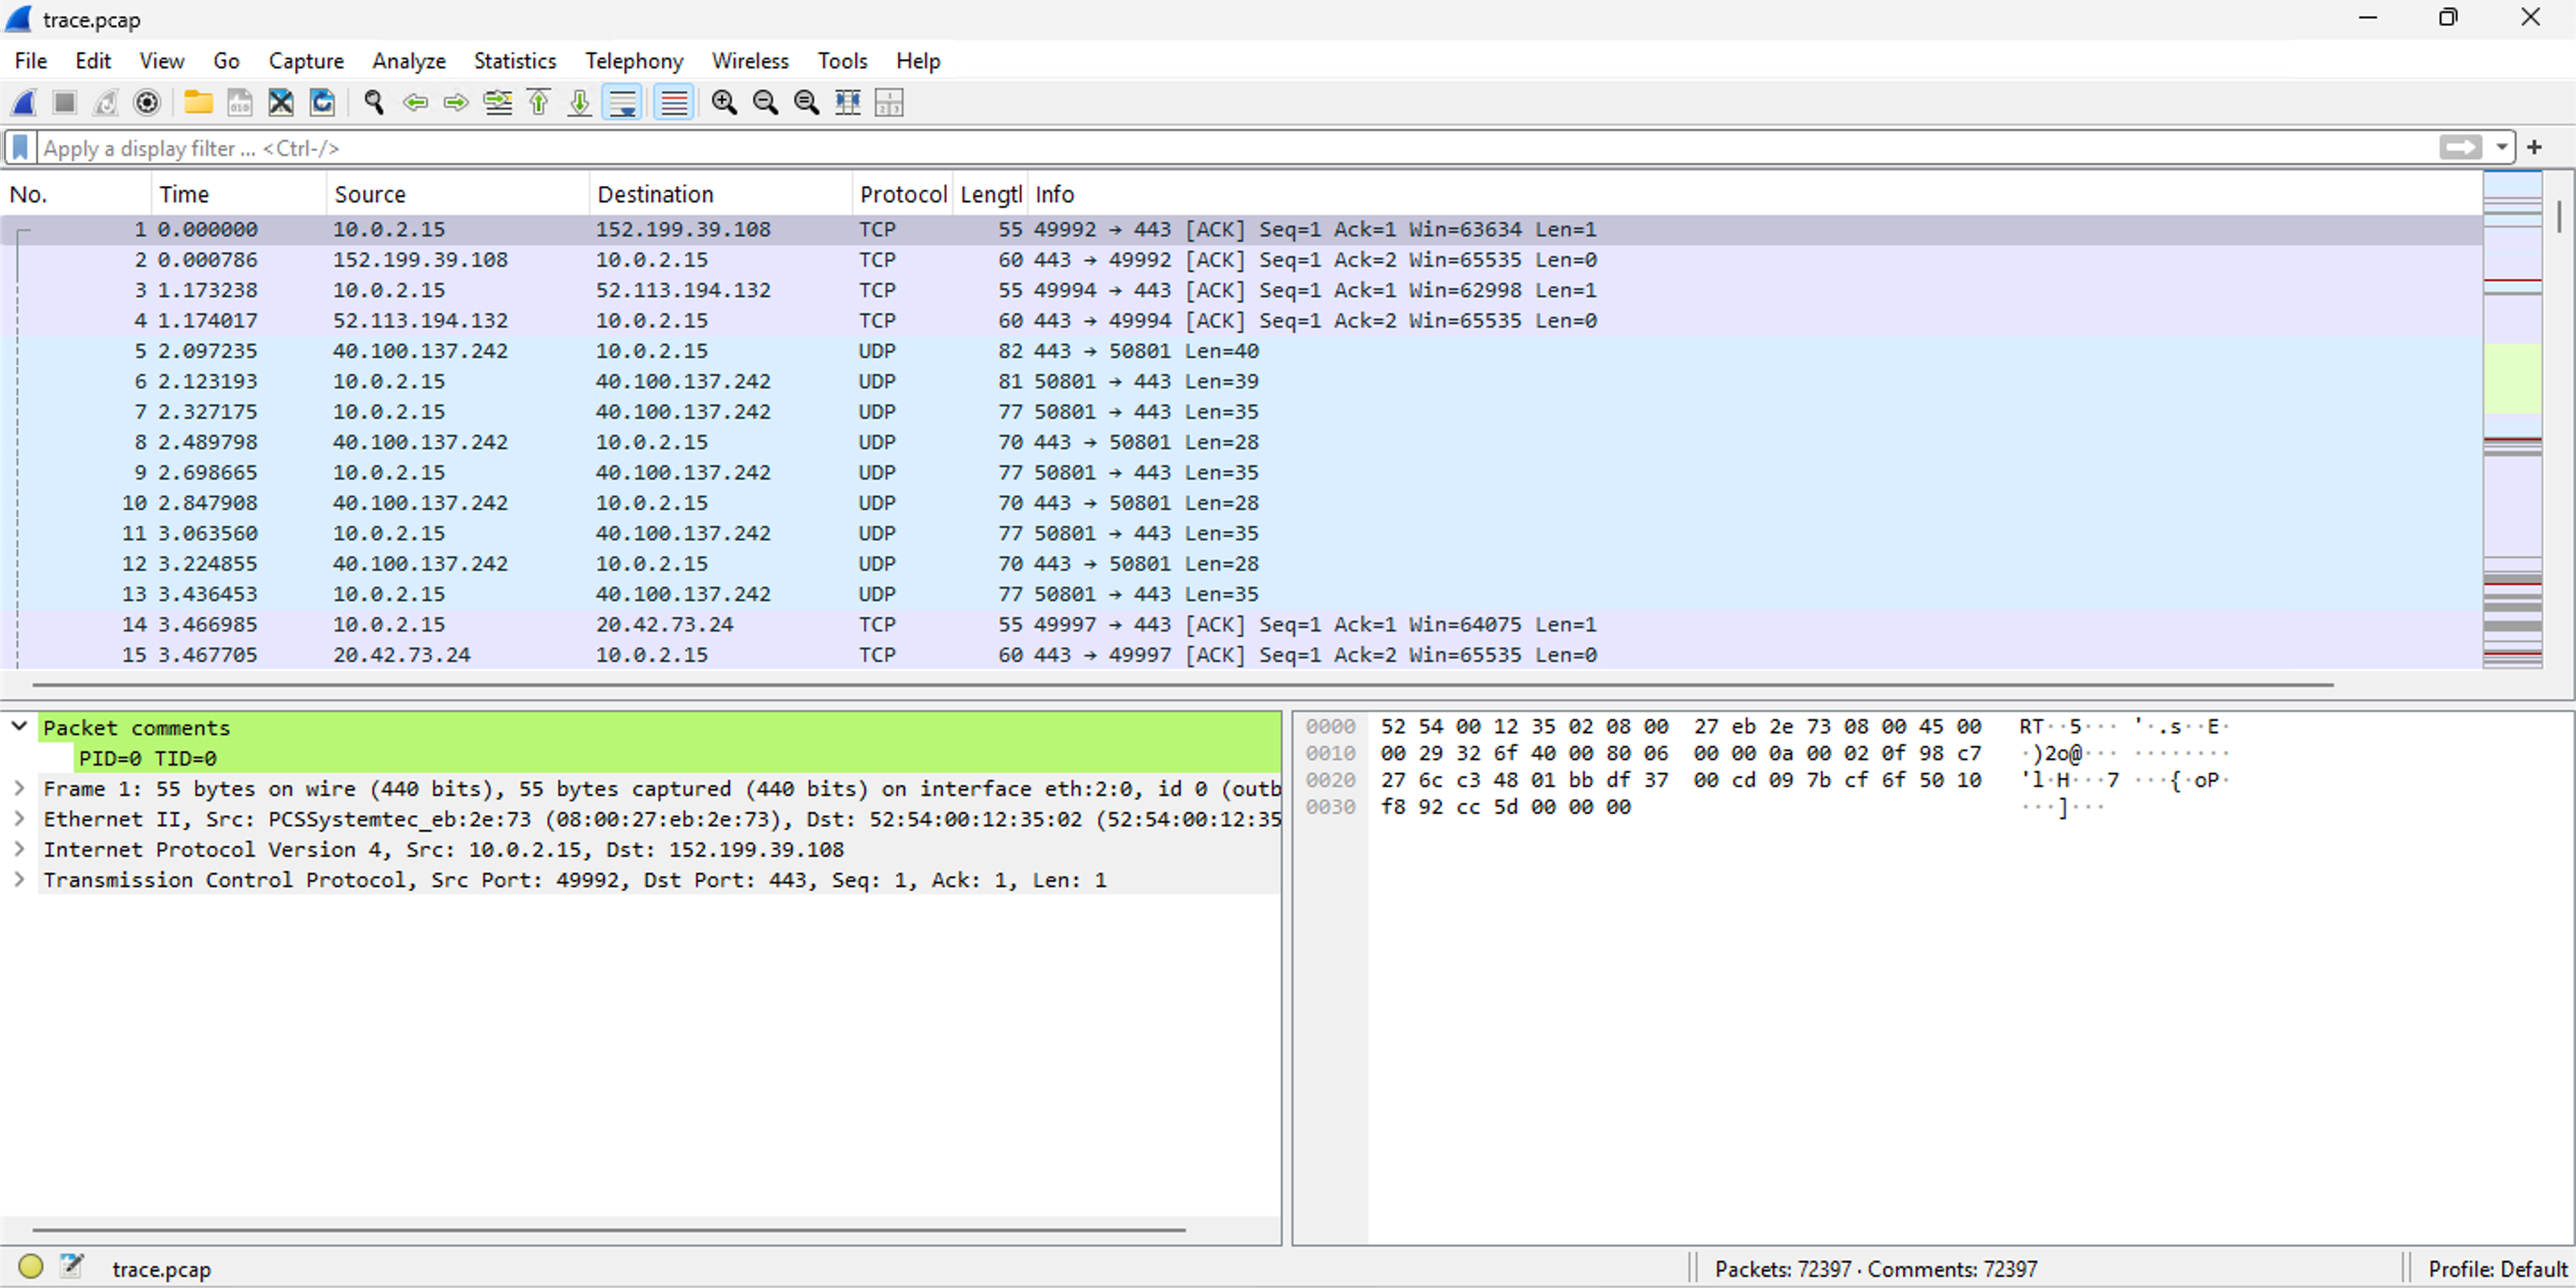 trace.pcap
File Edit View Go Capture Analyze Statistics Telephony Wireless Tools Help
Apply a display filter ... <Ctrl-/>
No. Time Source Destination Protocol Lengtl Info
1 0.000000 10.0.2.15 152.199.39.108 TCP 55 49992 → 443 [ACK] Seq=1 Ack=1 Win=63634 Len=1
2 0.000786 152.199.39.108 10.0.2.15 TCP 60 443 → 49992 [ACK] Seq=1 Ack=2 Win=65535 Len=0
3 1.173238 10.0.2.15 52.113.194.132 TCP 55 49994 → 443 [ACK] Seq=1 Ack=1 Win=62998 Len=1
4 1.174017 52.113.194.132 10.0.2.15 TCP 60 443 → 49994 [ACK] Seq=1 Ack=2 Win=65535 Len=0
5 2.097235 40.100.137.242 10.0.2.15 UDP 82 443 → 50801 Len=40
6 2.123193 10.0.2.15 40.100.137.242 UDP 81 50801 → 443 Len=39
7 2.327175 10.0.2.15 40.100.137.242 UDP 77 50801 → 443 Len=35
8 2.489798 40.100.137.242 10.0.2.15 UDP 70 443 → 50801 Len=28
9 2.698665 10.0.2.15 40.100.137.242 UDP 77 50801 → 443 Len=35
10 2.847908 40.100.137.242 10.0.2.15 UDP 70 443 → 50801 Len=28
11 3.063560 10.0.2.15 40.100.137.242 UDP 77 50801 → 443 Len=35
12 3.224855 40.100.137.242 10.0.2.15 UDP 70 443 → 50801 Len=28
13 3.436453 10.0.2.15 40.100.137.242 UDP 77 50801 → 443 Len=35
14 3.466985 10.0.2.15 20.42.73.24 TCP 55 49997 → 443 [ACK] Seq=1 Ack=1 Win=64075 Len=1
15 3.467705 20.42.73.24 10.0.2.15 TCP 60 443 → 49997 [ACK] Seq=1 Ack=2 Win=65535 Len=0
Packet comments
PID=0 TID=0
Frame 1: 55 bytes on wire (440 bits), 55 bytes captured (440 bits) on interface eth:2:0, id 0 (outb
Ethernet II, Src: PCSSystemtec_eb:2e:73 (08:00:27:eb:2e:73), Dst: 52:54:00:12:35:02 (52:54:00:12:35
Internet Protocol Version 4, Src: 10.0.2.15, Dst: 152.199.39.108
Transmission Control Protocol, Src Port: 49992, Dst Port: 443, Seq: 1, Ack: 1, Len: 1
0000 52 54 00 12 35 02 08 00 27 eb 2e 73 08 00 45 00 RT··5··· '·.s··E·
0010 00 29 32 6f 40 00 80 06 00 00 0a 00 02 0f 98 c7 ·)2o@··· ········
0020 27 6c c3 48 01 bb df 37 00 cd 09 7b cf 6f 50 10 'l·H···7 ···{·oP·
0030 f8 92 cc 5d 00 00 00 ···]···
trace.pcap
Packets: 72397 · Comments: 72397
Profile: Default